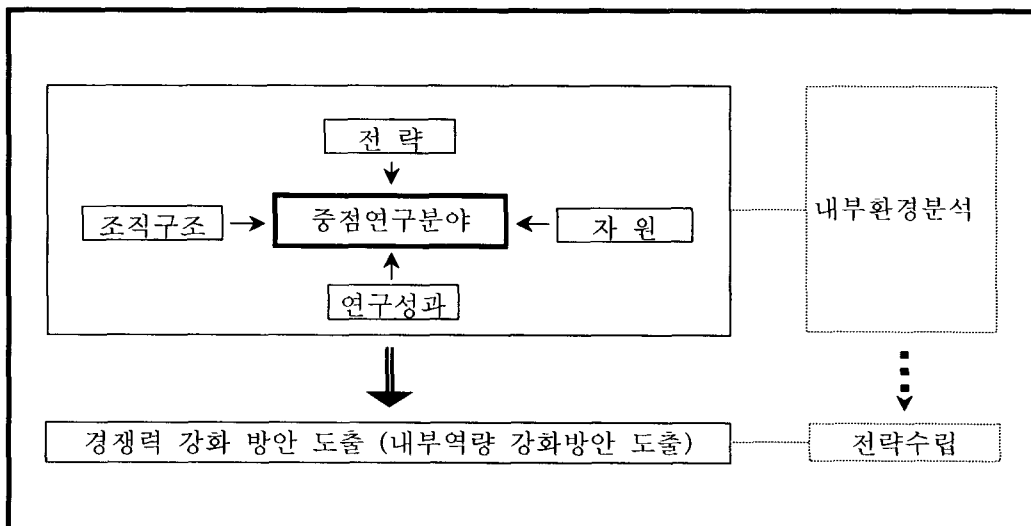 전 략
조직구조
중점연구분야
자 원
연구성과
내부환경분석
경쟁력 강화 방안 도출 (내부역량 강화방안 도출)
전략수립